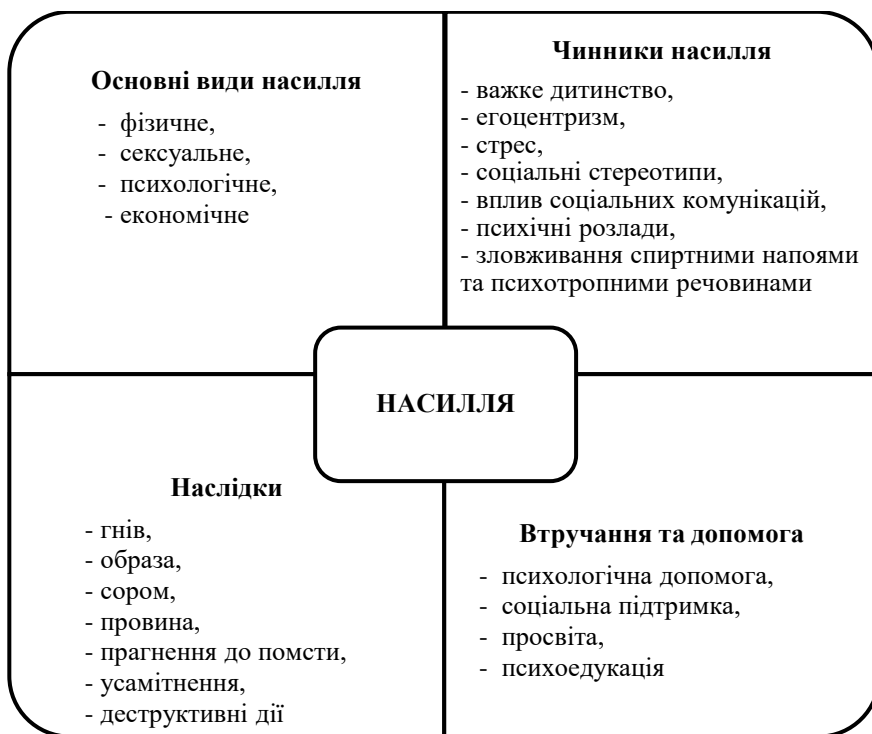 Основні види насилля
- фізичне,
- сексуальне,
- психологічне,
- економічне
Чинники насилля
- важке дитинство,
- егоцентризм,
- стрес,
- соціальні стереотипи,
- вплив соціальних комунікацій,
- психічні розлади,
- зловживання спиртними напоями
та психотропними речовинами
НАСИЛЛЯ
Наслідки
- гнів,
- образа,
- сором,
- провина,
- прагнення до помсти,
- усамітнення,
- деструктивні дії
Втручання та допомога
- психологічна допомога,
- соціальна підтримка,
- просвіта,
- психоедукація